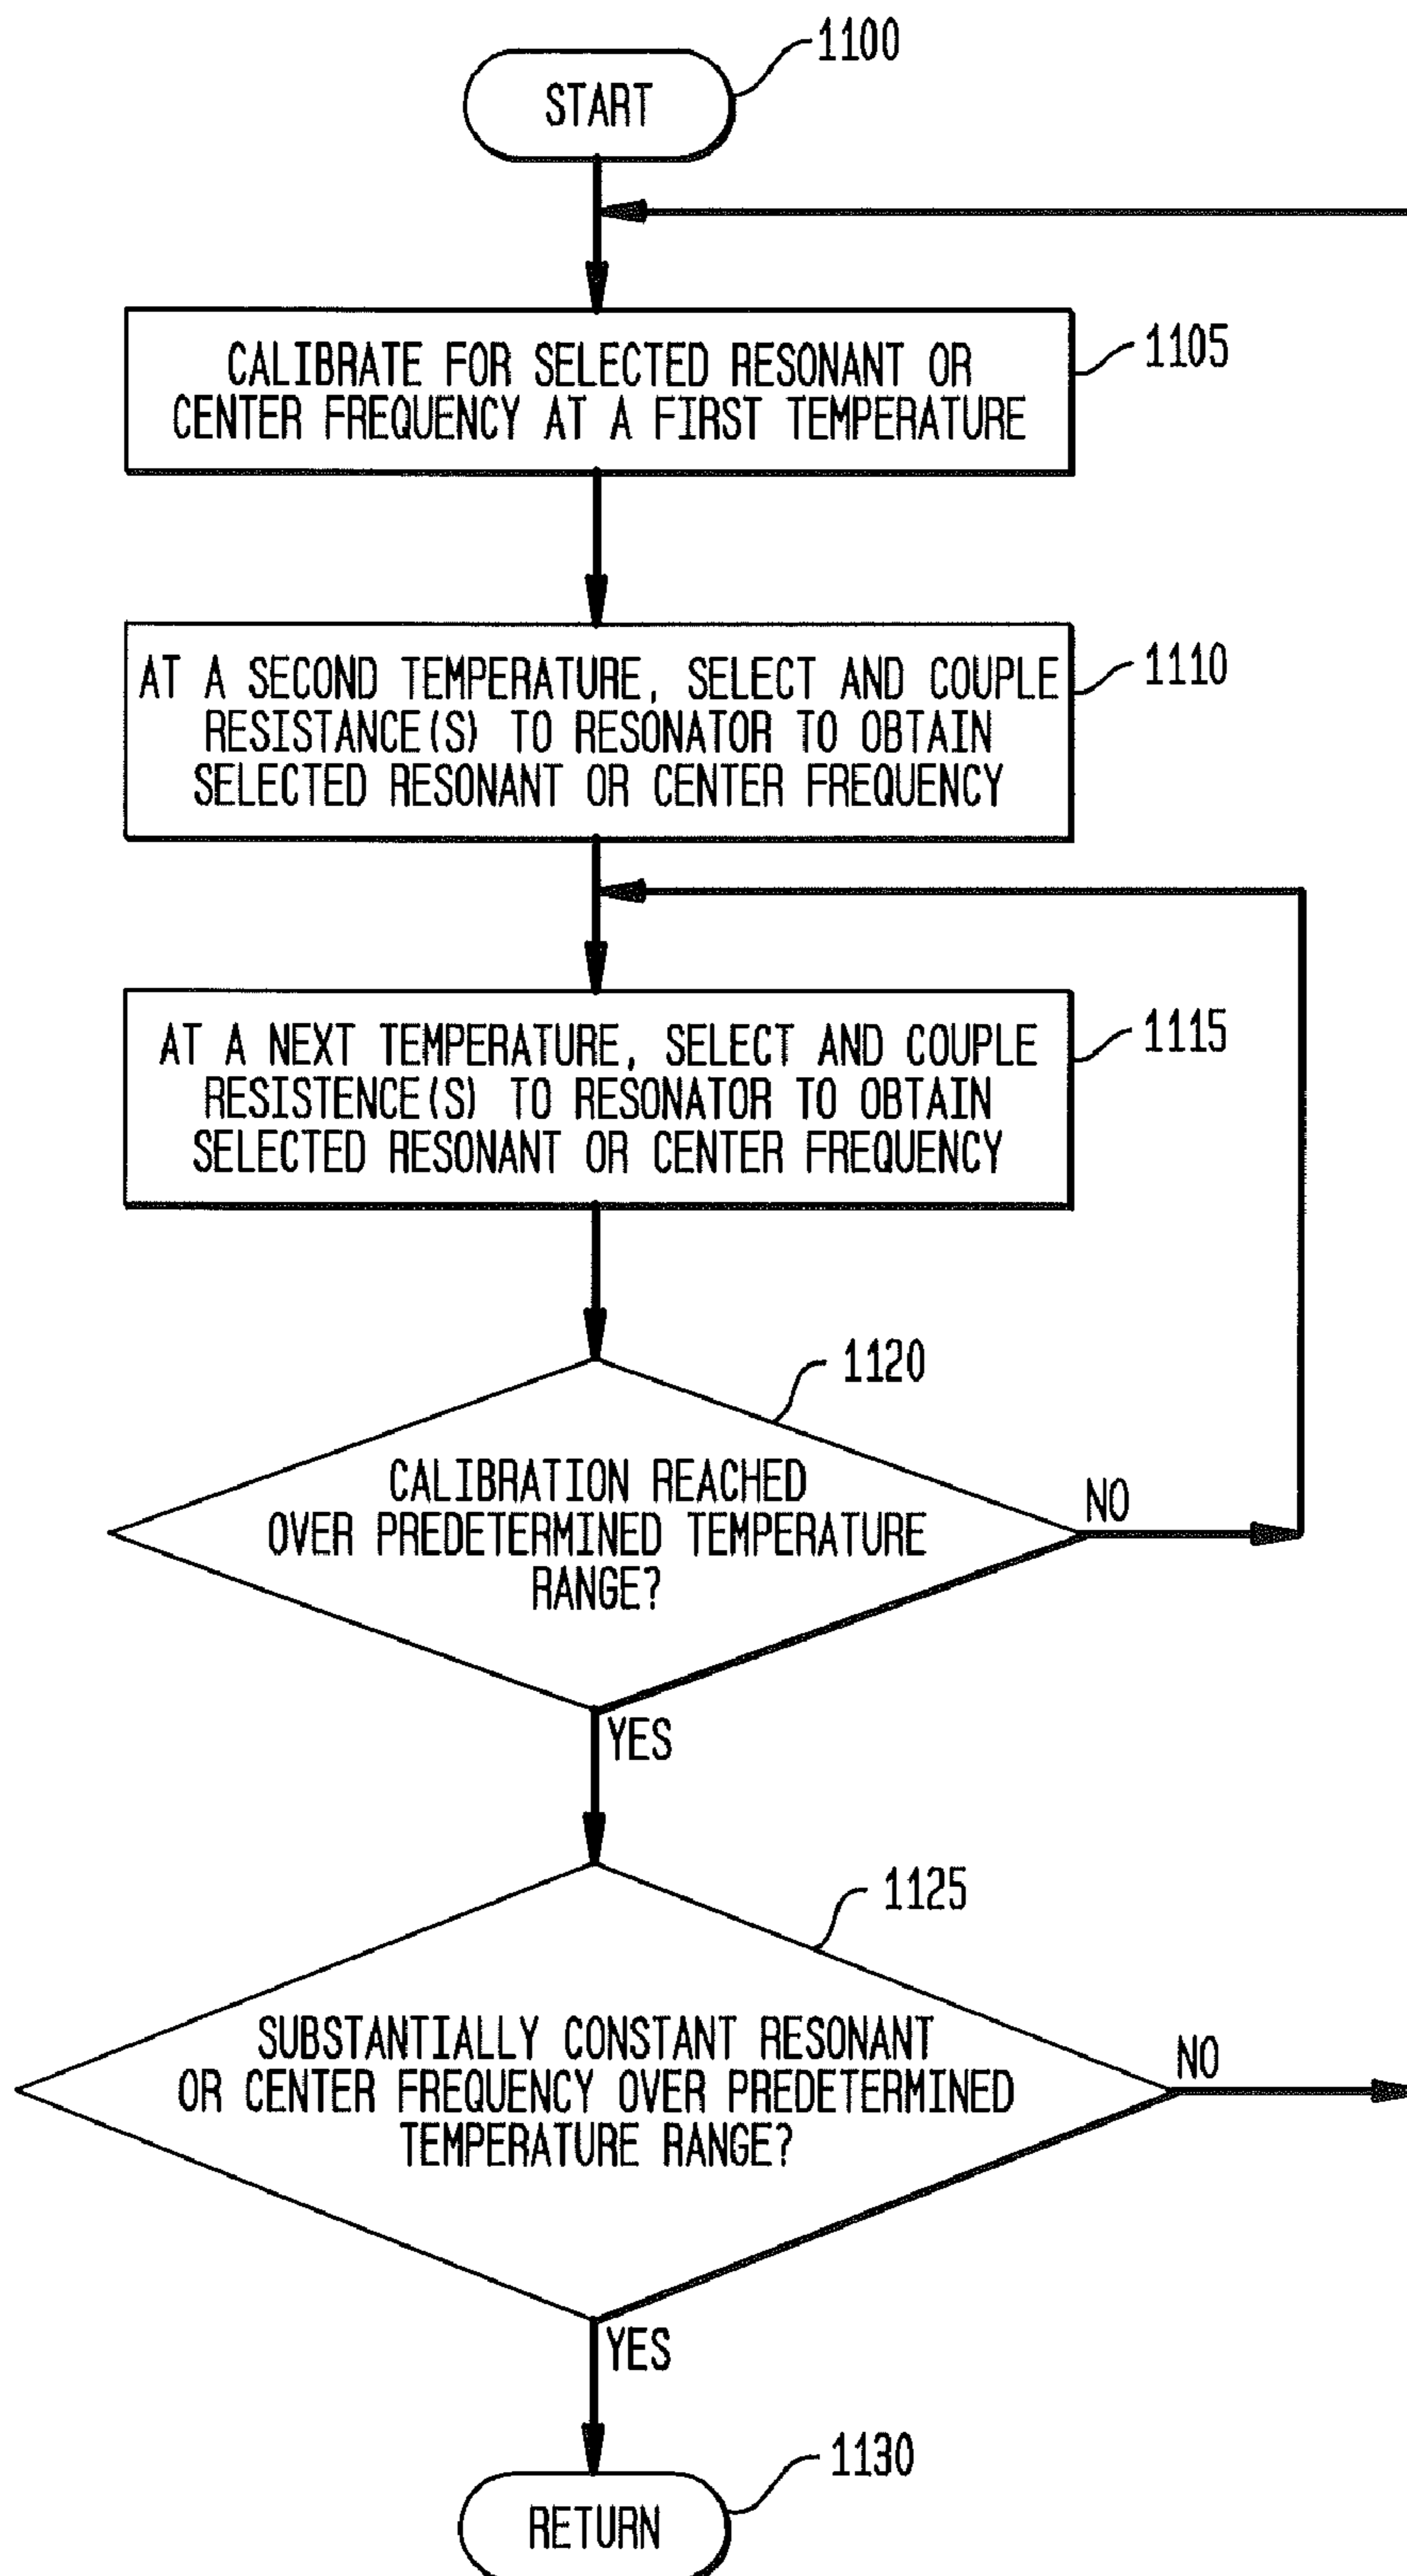 1100
START
1105
CALIBRATE FOR SELECTED RESONANT OR
CENTER FREQUENCY AT A FIRST TEMPERATURE
1110
AT A SECOND TEMPERATURE, SELECT AND COUPLE
RESISTANCE(S) TO RESONATOR TO OBTAIN
SELECTED RESONANT OR CENTER FREQUENCY
1115
AT A NEXT TEMPERATURE, SELECT AND COUPLE
RESISTENCE(S) TO RESONATOR TO OBTAIN
SELECTED RESONANT OR CENTER FREQUENCY
1120
CALIBRATION REACHED
OVER PREDETERMINED TEMPERATURE
RANGE?
NO
YES
1125
SUBSTANTIALLY CONSTANT RESONANT
OR CENTER FREQUENCY OVER PREDETERMINED
TEMPERATURE RANGE?
NO
YES
1130
RETURN